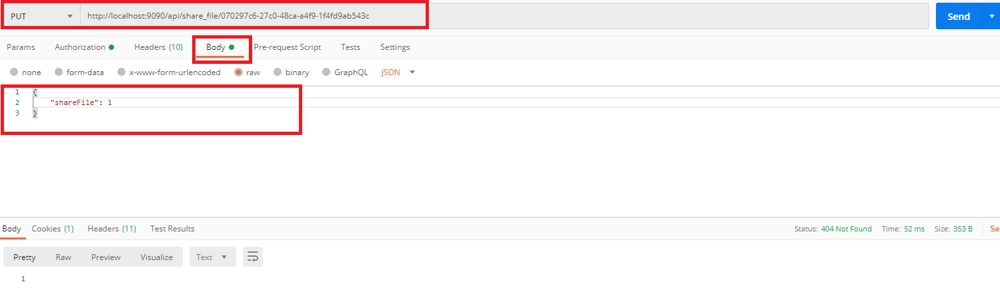 PUT http://localhost:9090/api/share_file/070297c6-27c0-48ca-a4f9-1f4fd9ab543c Send
Params Authorization Headers (10) Body Pre-request Script Tests Settings
none form-data x-www-form-urlencoded raw binary GraphQL JSON
1 {
2 "shareFile": 1
3 }
Body Cookies (1) Headers (11) Test Results Status: 404 Not Found Time: 52 ms Size: 353 B Sav
Pretty Raw Preview Visualize Text
1